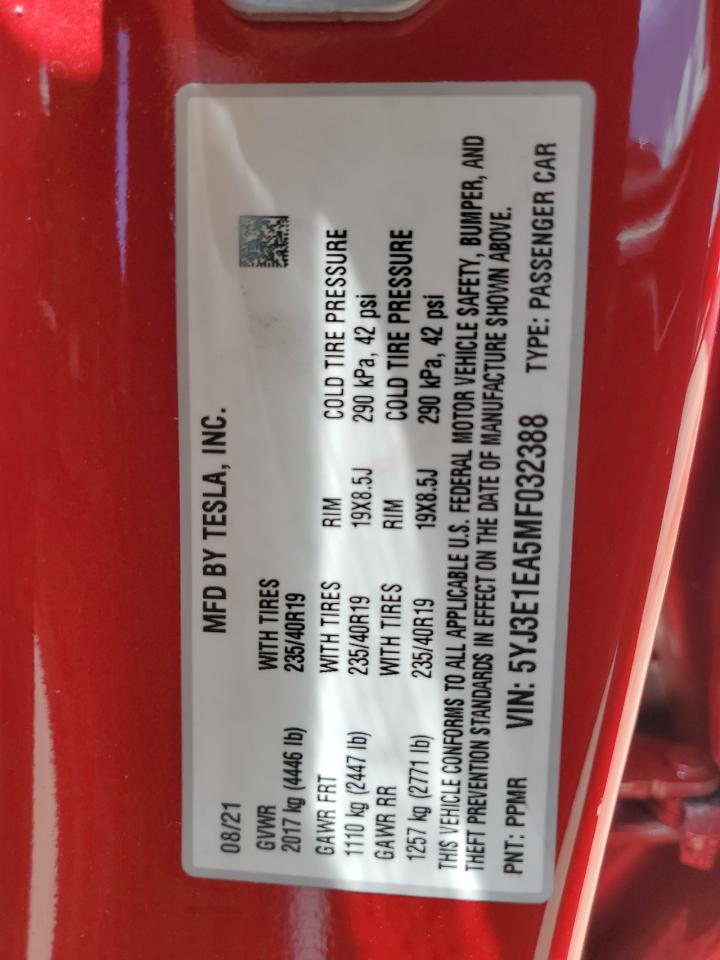 MFD BY TESLA, INC.
08/21
GVWR WITH TIRES
2017 kg (4446 lb) 235/40R19
GAWR FRT WITH TIRES RIM COLD TIRE PRESSURE
1110 kg (2447 lb) 235/40R19 19X8.5J 290 kPa, 42 psi
GAWR RR WITH TIRES RIM COLD TIRE PRESSURE
1257 kg (2771 lb) 235/40R19 19X8.5J 290 kPa, 42 psi
THIS VEHICLE CONFORMS TO ALL APPLICABLE U.S. FEDERAL MOTOR VEHICLE SAFETY, BUMPER, AND
THEFT PREVENTION STANDARDS IN EFFECT ON THE DATE OF MANUFACTURE SHOWN ABOVE.
PNT: PPMR VIN: 5YJ3E1EA5MF032388 TYPE: PASSENGER CAR